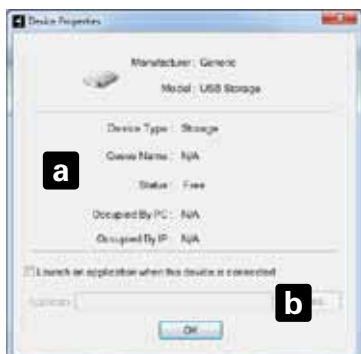 Device Properties
Manufacturer: Generic
Model: USB Storage
Device Type: Storage
Queue Name: N/A
a
Status: Free
Occupied By PC: N/A
Occupied By IP: N/A
Launch an application when this device is connected
b
OK